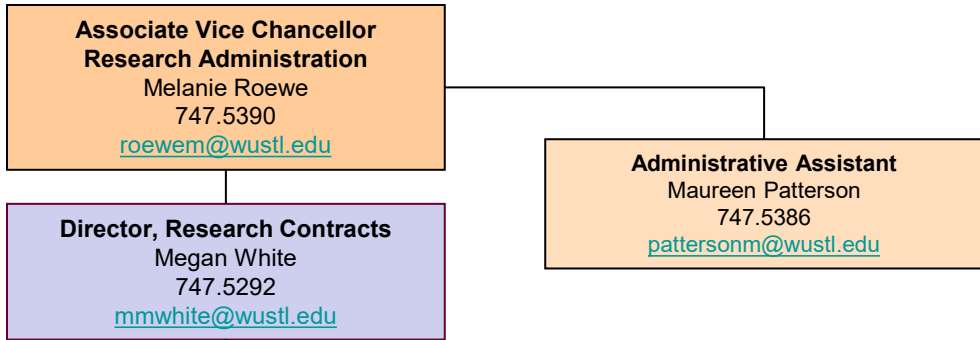 Associate Vice Chancellor
Research Administration
Melanie Roewe
747.5390
roewem@wustl.edu
Administrative Assistant
Maureen Patterson
747.5386
pattersonm@wustl.edu
Director, Research Contracts
Megan White
747.5292
mmwhite@wustl.edu